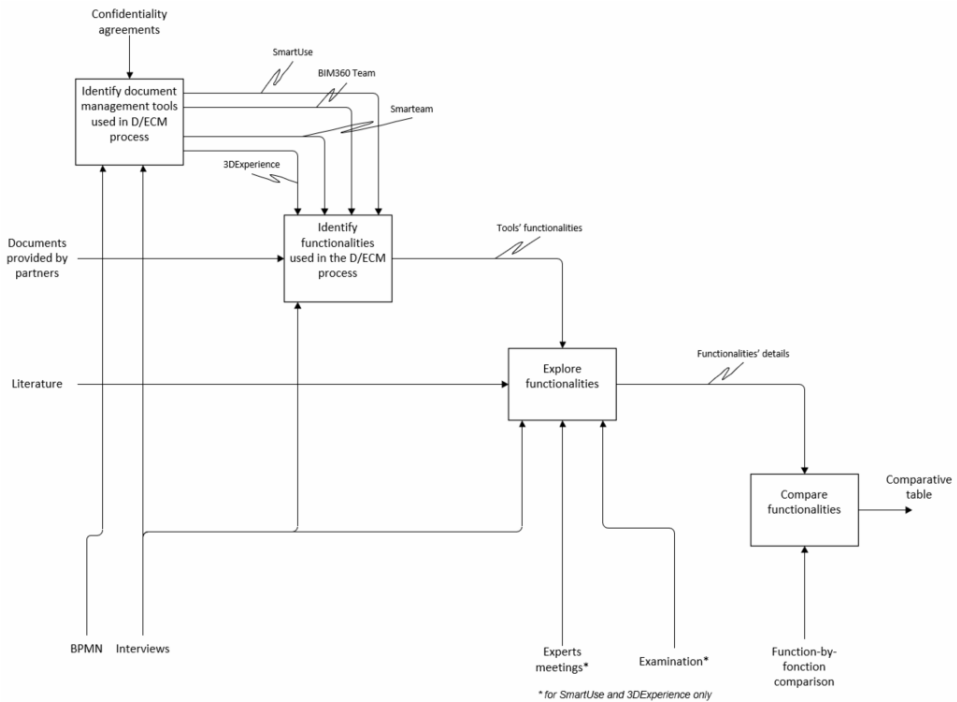 Confidentiality
agreements
SmartUse
BIM360 Team
Smarteam
3DExperience
Identify document
management tools
used in D/ECM
process
Identify
functionalities
used in the D/ECM
process
Documents
provided by
partners
Tools' functionalities
Literature
Explore
functionalities
Functionalities' details
Compare
functionalities
Comparative
table
BPMN
Interviews
Experts
meetings*
Examination*
Function-by-
fonction
comparison
* for SmartUse and 3DExperience only